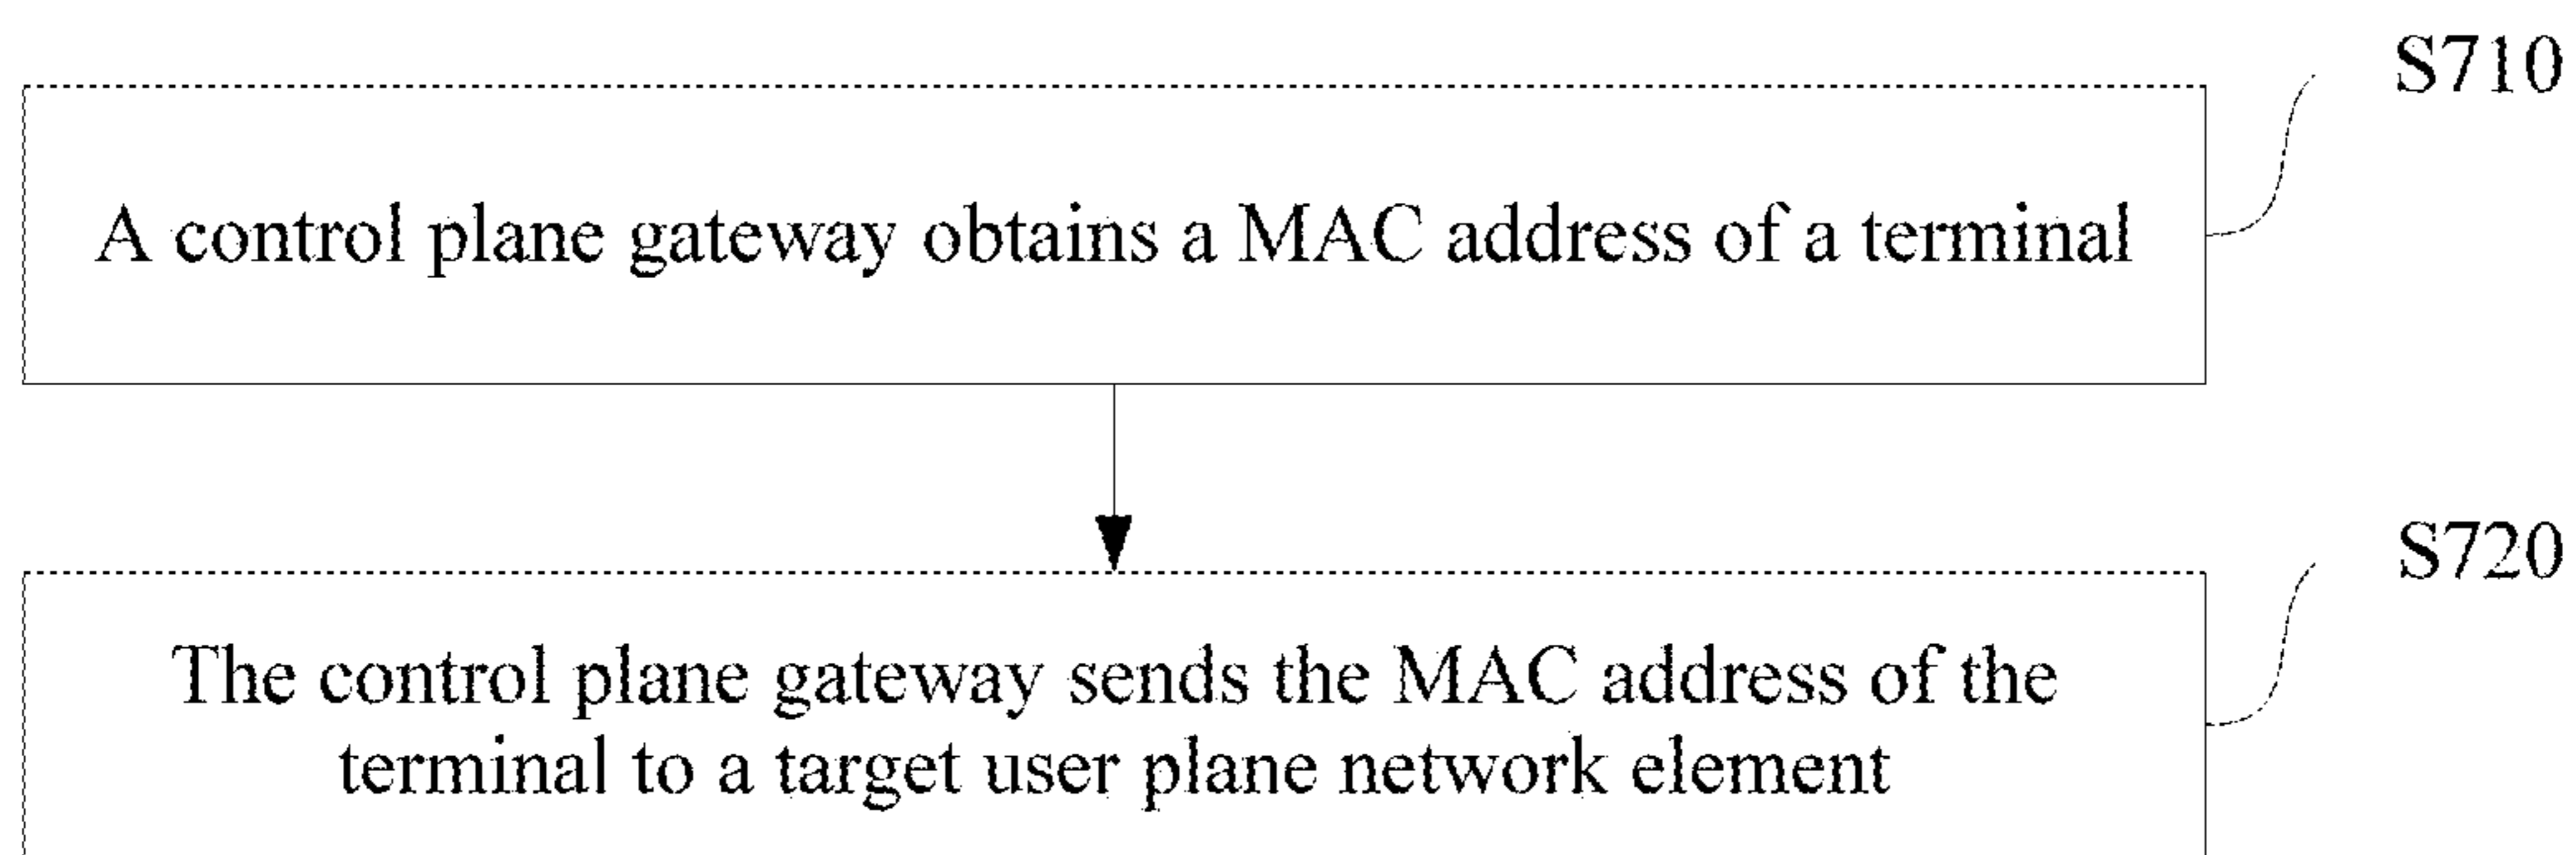 S710
A control plane gateway obtains a MAC address of a terminal
S720
The control plane gateway sends the MAC address of the
terminal to a target user plane network element